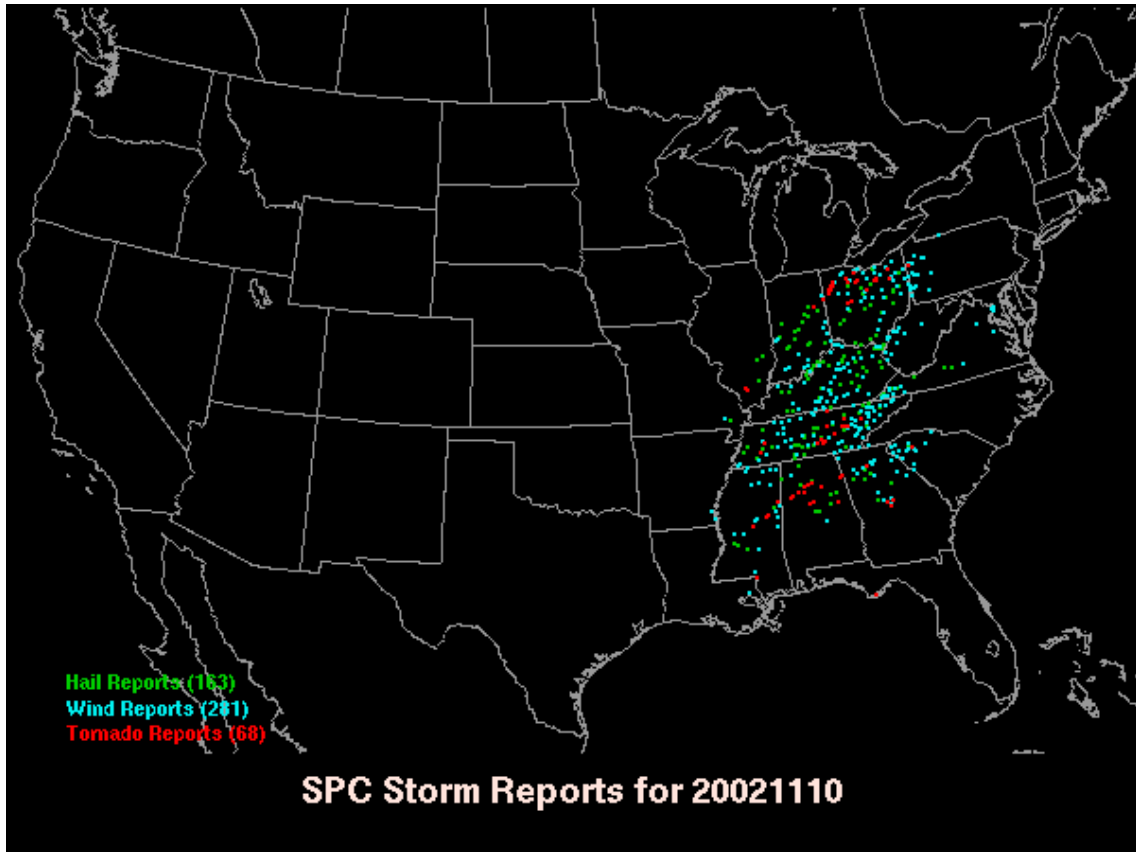 Hail Reports (163)
Wind Reports (281)
Tornado Reports (68)
SPC Storm Reports for 20021110